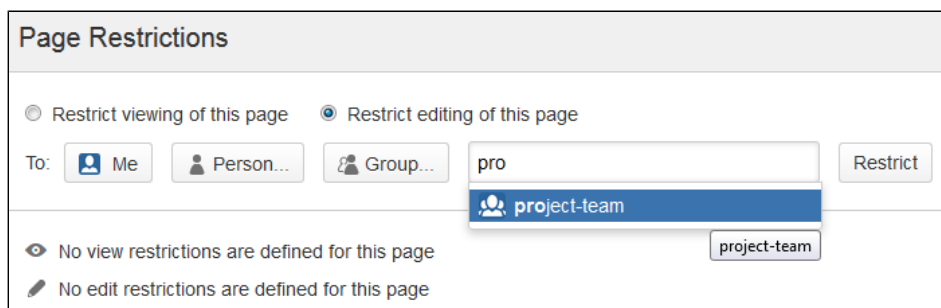 Page Restrictions
Restrict viewing of this page Restrict editing of this page
To: Me Person... Group... pro Restrict
project-team
project-team
No view restrictions are defined for this page
No edit restrictions are defined for this page